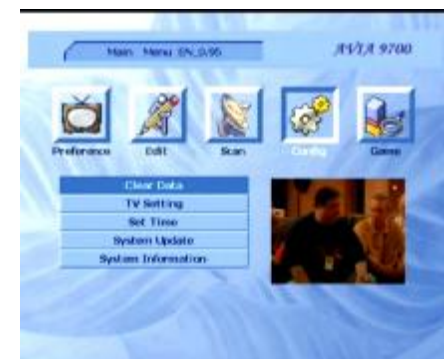 Main Menu EN_0.95
AVIA 9700
Preference
Edit
Scan
Config
Game
Clear Data
TV Setting
Set Time
System Update
System Information